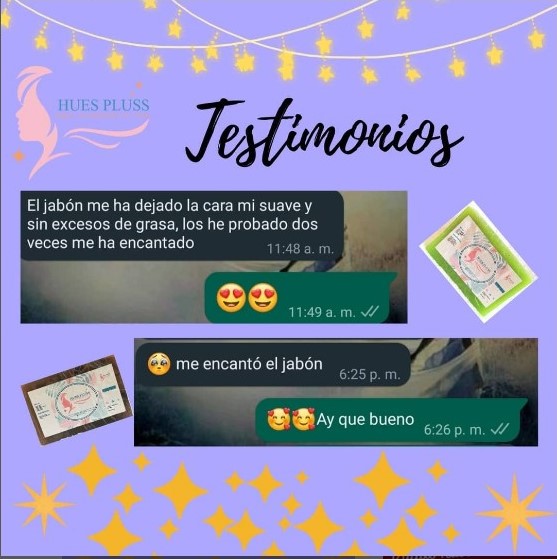 HUES PLUSS
Testimonios
El jabón me ha dejado la cara mi suave y
sin excesos de grasa, los he probado dos
veces me ha encantado
11:48 a. m.
😍😍
11:49 a. m.
🥹 me encantó el jabón
6:25 p. m.
🥰🥰Ay que bueno
6:26 p. m.